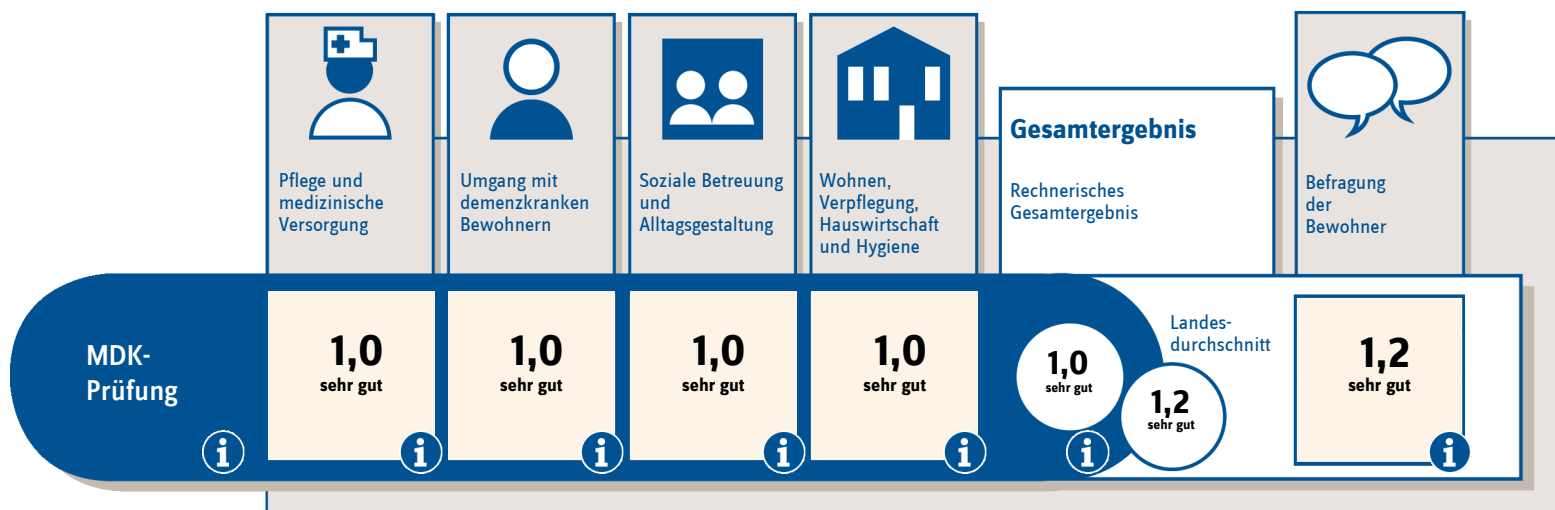 Pflege und
medizinische
Versorgung
Umgang mit
demenzkranken
Bewohnern
Soziale Betreuung
und
Alltagsgestaltung
Wohnen,
Verpflegung,
Hauswirtschaft
und Hygiene
Gesamtergebnis
Rechnerisches
Gesamtergebnis
Befragung
der
Bewohner
MDK-
Prüfung
i
1,0
sehr gut
i
1,0
sehr gut
i
1,0
sehr gut
i
1,0
sehr gut
i
1,0
sehr gut
i
Landes-
durchschnitt
1,2
sehr gut
1,2
sehr gut
i